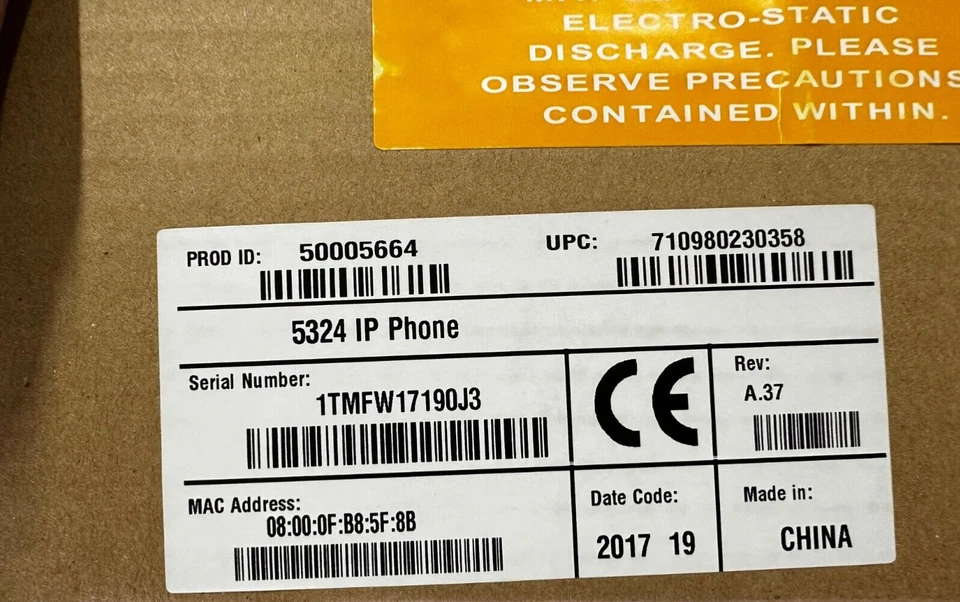 ELECTRO-STATIC
DISCHARGE. PLEASE
OBSERVE PRECAUTIONS
CONTAINED WITHIN.
PROD ID: 50005664 UPC: 710980230358
5324 IP Phone
Serial Number:
1TMFW17190J3
CE
Rev:
A.37
MAC Address:
08:00:0F:B8:5F:8B
Date Code:
2017 19
Made in:
CHINA